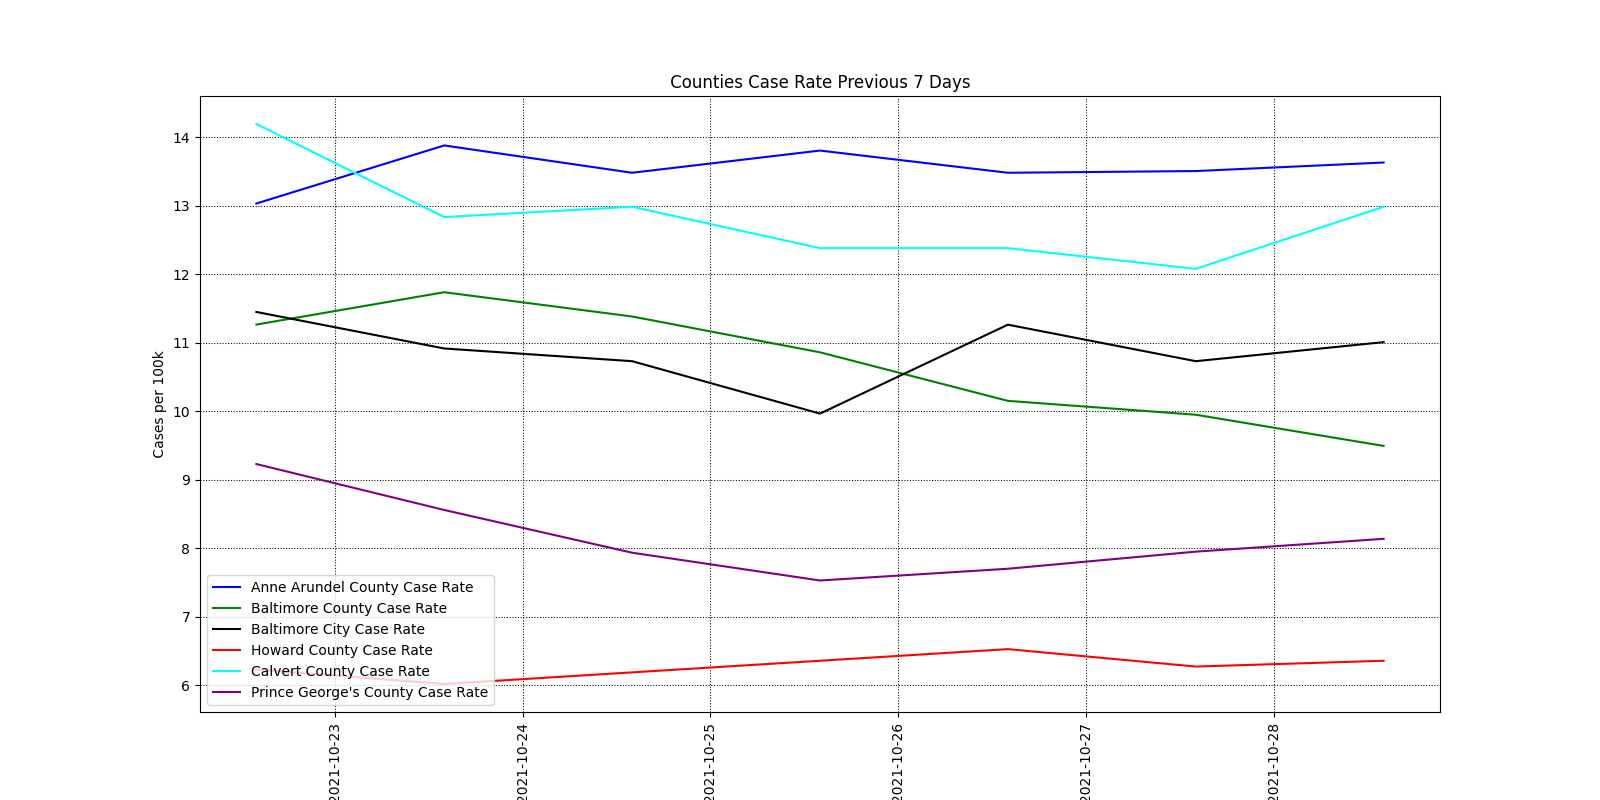 Counties Case Rate Previous 7 Days
Cases per 100k
14
13
12
11
10
9
8
7
6
Anne Arundel County Case Rate
Baltimore County Case Rate
Baltimore City Case Rate
Howard County Case Rate
Calvert County Case Rate
Prince George's County Case Rate
2021-10-23
2021-10-24
2021-10-25
2021-10-26
2021-10-27
2021-10-28